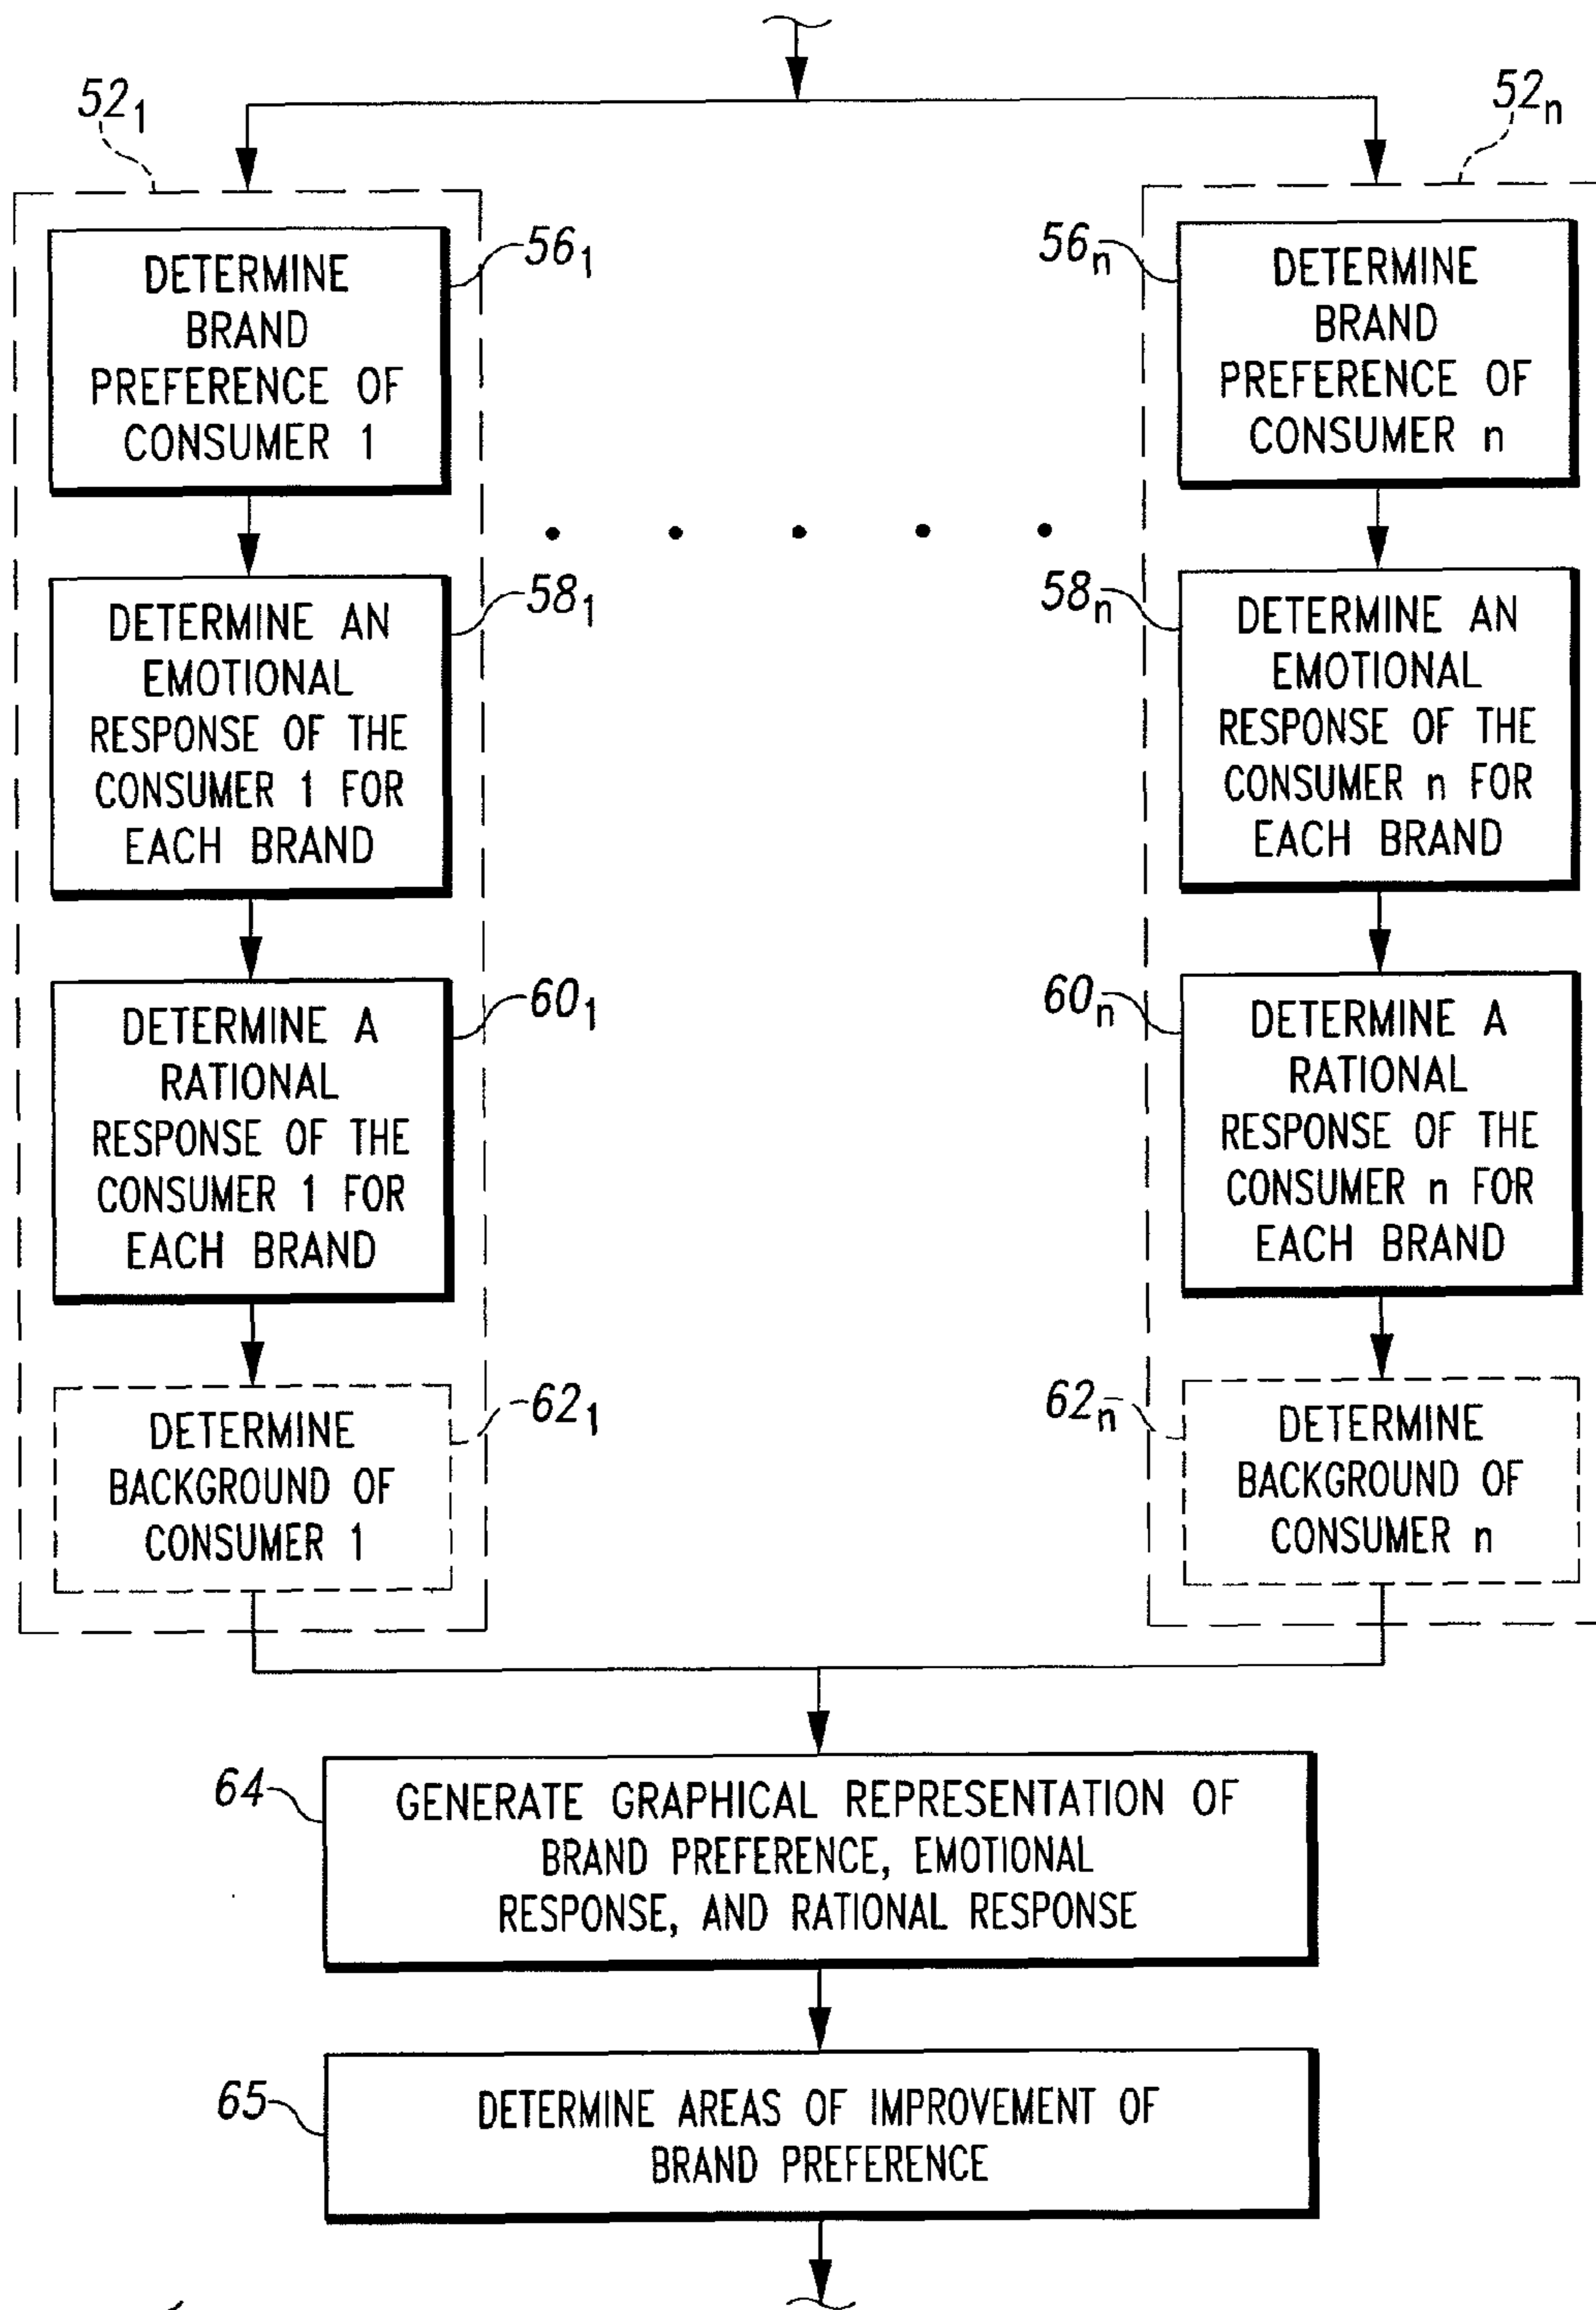 52₁
52ₙ
DETERMINE
BRAND
PREFERENCE OF
CONSUMER 1
56₁
56ₙ
DETERMINE
BRAND
PREFERENCE OF
CONSUMER n
DETERMINE AN
EMOTIONAL
RESPONSE OF THE
CONSUMER 1 FOR
EACH BRAND
58₁
58ₙ
DETERMINE AN
EMOTIONAL
RESPONSE OF THE
CONSUMER n FOR
EACH BRAND
DETERMINE A
RATIONAL
RESPONSE OF THE
CONSUMER 1 FOR
EACH BRAND
60₁
60ₙ
DETERMINE A
RATIONAL
RESPONSE OF THE
CONSUMER n FOR
EACH BRAND
DETERMINE
BACKGROUND OF
CONSUMER 1
62₁
62ₙ
DETERMINE
BACKGROUND OF
CONSUMER n
64
GENERATE GRAPHICAL REPRESENTATION OF
BRAND PREFERENCE, EMOTIONAL
RESPONSE, AND RATIONAL RESPONSE
65
DETERMINE AREAS OF IMPROVEMENT OF
BRAND PREFERENCE